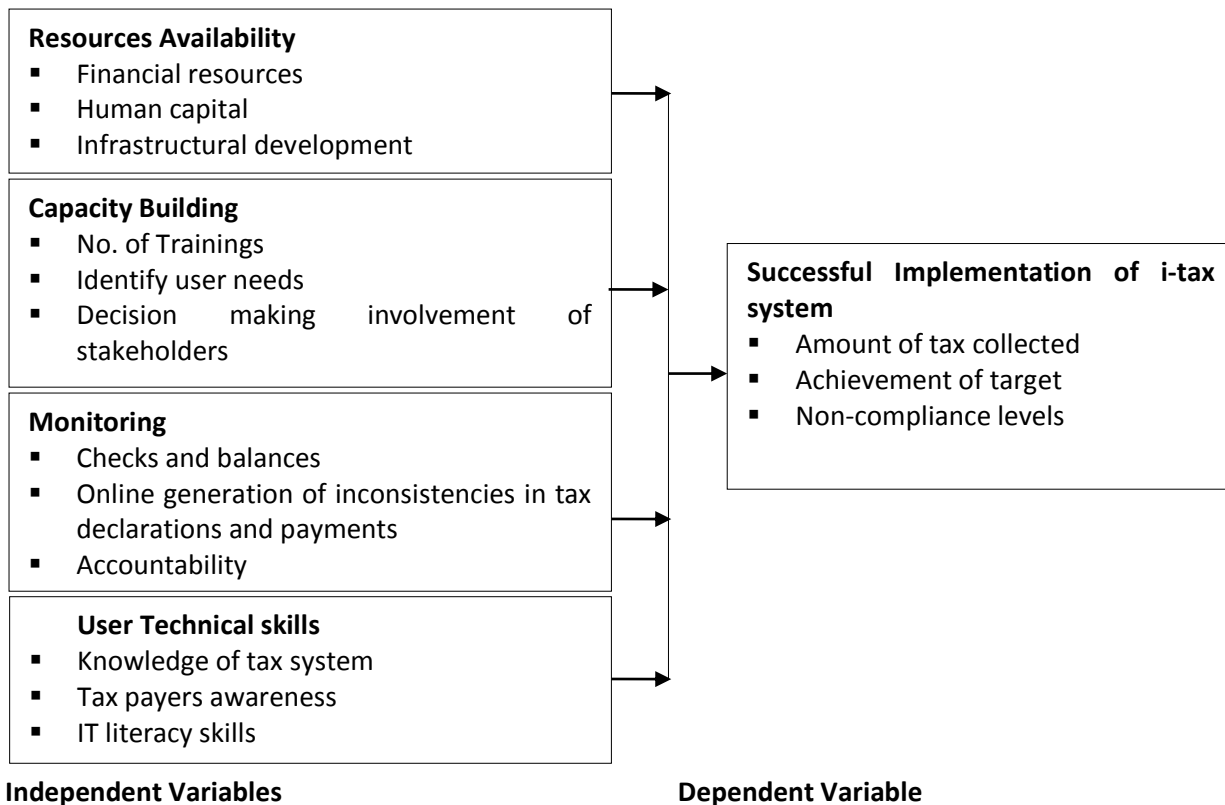 Resources Availability
▪ Financial resources
▪ Human capital
▪ Infrastructural development
Capacity Building
▪ No. of Trainings
▪ Identify user needs
▪ Decision making involvement of
stakeholders
Monitoring
▪ Checks and balances
▪ Online generation of inconsistencies in tax
declarations and payments
▪ Accountability
User Technical skills
▪ Knowledge of tax system
▪ Tax payers awareness
▪ IT literacy skills
Independent Variables
Successful Implementation of i-tax
system
▪ Amount of tax collected
▪ Achievement of target
▪ Non-compliance levels
Dependent Variable